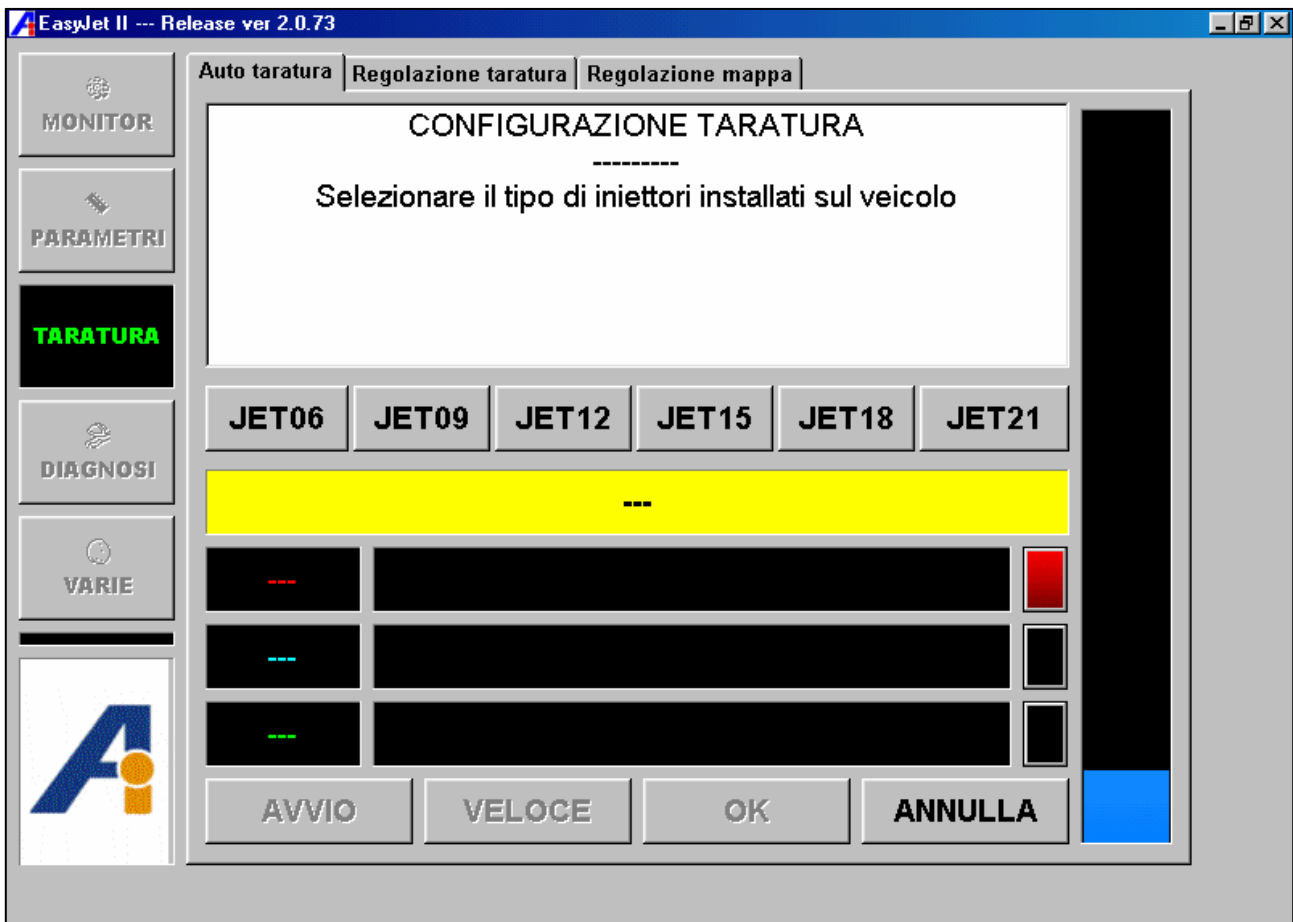 EasyJet II --- Release ver 2.0.73
MONITOR
PARAMETRI
TARATURA
DIAGNOSI
VARIE
Auto taratura
Regolazione taratura
Regolazione mappa
CONFIGURAZIONE TARATURA
---------
Selezionare il tipo di iniettori installati sul veicolo
JET06
JET09
JET12
JET15
JET18
JET21
---
---
---
---
AVVIO
VELOCE
OK
ANNULLA